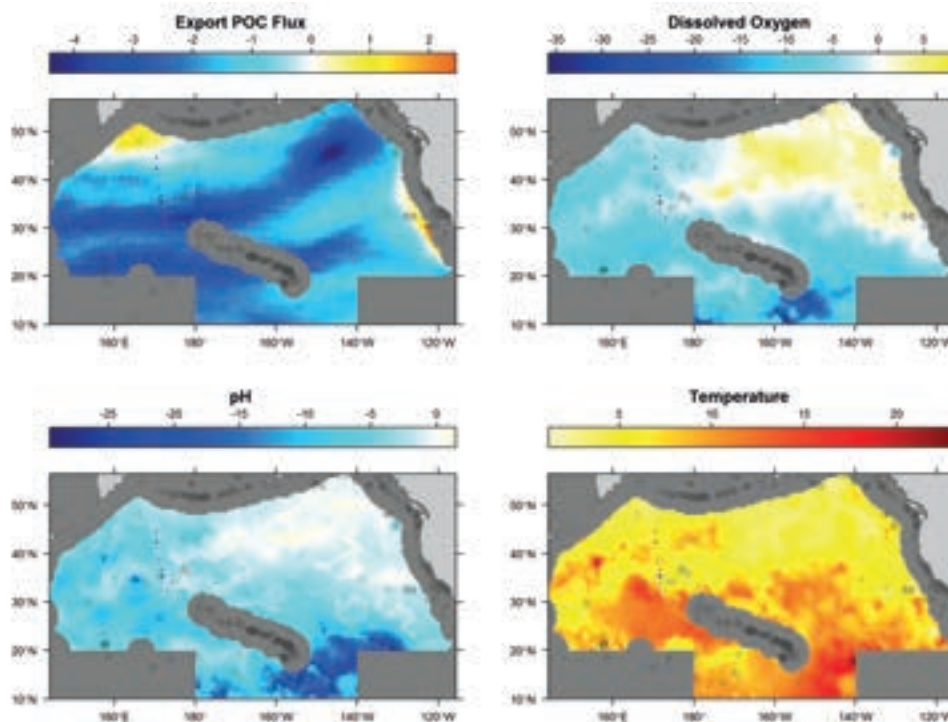 Export POC Flux
-4 -3 -2 -1 0 1 2
50°N
40°N
30°N
20°N
10°N
160°E 180° 160°W 140°W 120°W
Dissolved Oxygen
-35 -30 -25 -20 -15 -10 -5 0 5
50°N
40°N
30°N
20°N
10°N
160°E 180° 160°W 140°W 120°W
pH
-25 -20 -15 -10 -5 0
50°N
40°N
30°N
20°N
10°N
160°E 180° 160°W 140°W 120°W
Temperature
5 10 15 20
50°N
40°N
30°N
20°N
10°N
160°E 180° 160°W 140°W 120°W